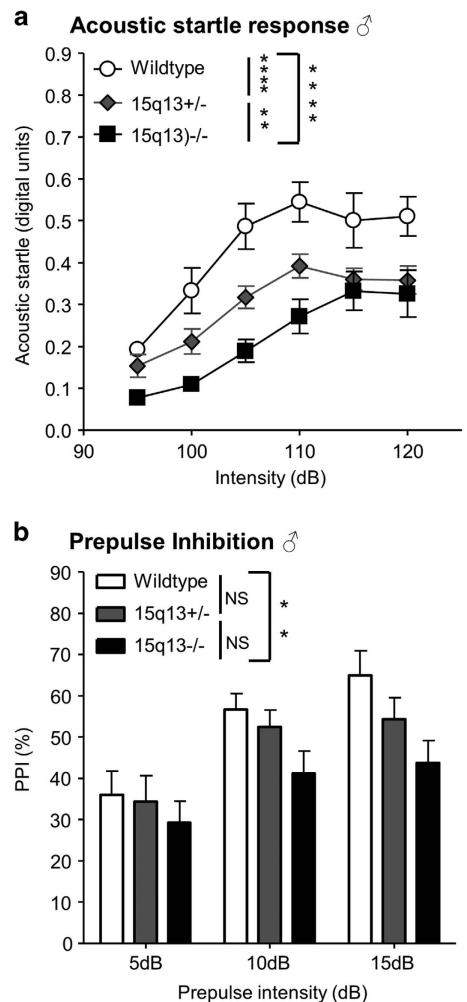 a Acoustic startle response ♂
0.9
0.8
0.7
0.6
0.5
0.4
0.3
0.2
0.1
0.0
Acoustic startle (digital units)
Wildtype
15q13+/-
15q13)-/-
****
**
****
90 100 110 120
Intensity (dB)
b Prepulse Inhibition ♂
90
80
70
60
50
40
30
20
10
0
PPI (%)
Wildtype
15q13+/-
15q13-/-
NS
NS
**
5dB 10dB 15dB
Prepulse intensity (dB)